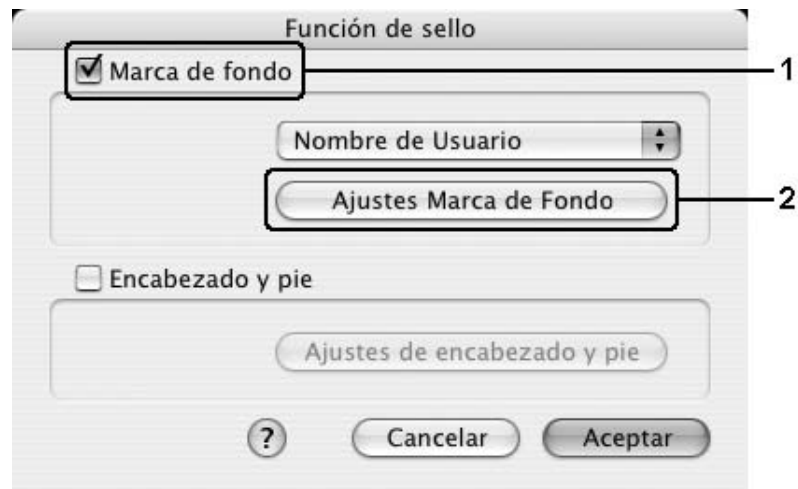 Función de sello
Marca de fondo
1
Nombre de Usuario
Ajustes Marca de Fondo
2
Encabezado y pie
Ajustes de encabezado y pie
?
Cancelar
Aceptar